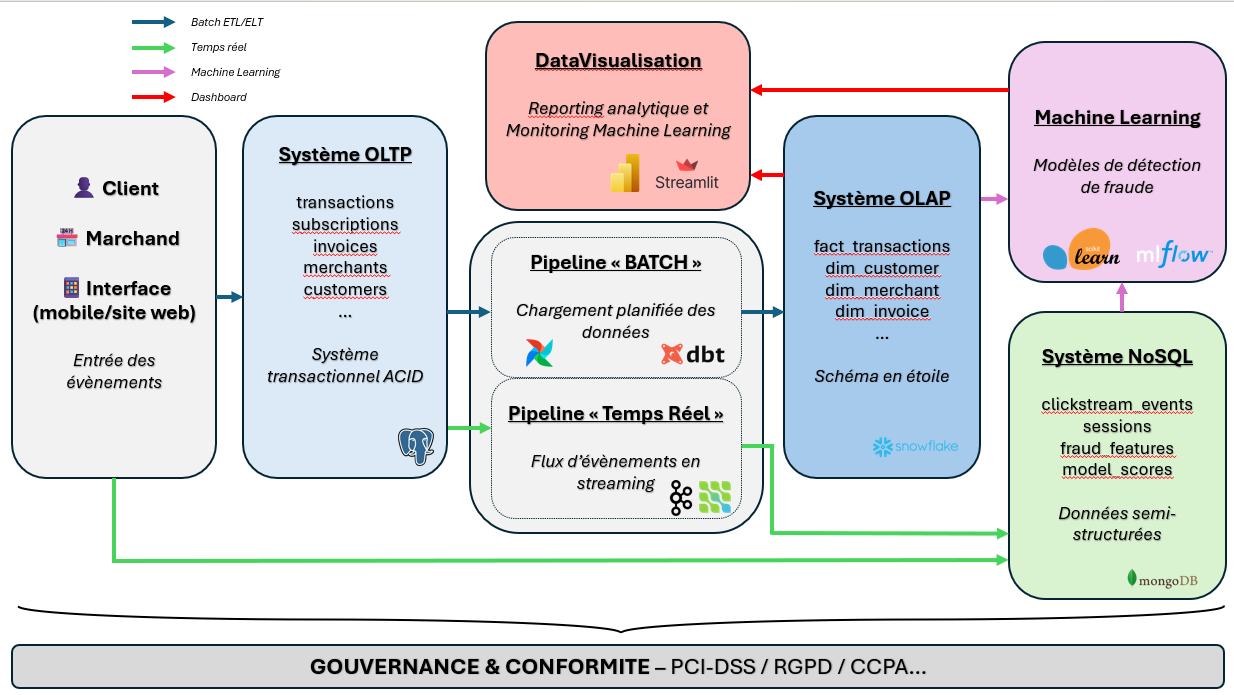 Batch ETL/ELT
Temps réel
Machine Learning
Dashboard
Client
24 H
Marchand
Interface
(mobile/site web)
Entrée des
évènements
Système OLTP
transactions
subscriptions
invoices
merchants
customers
...
Système
transactionnel ACID
DataVisualisation
Reporting analytique et
Monitoring Machine Learning
Streamlit
Pipeline « BATCH »
Chargement planifiée des
données
dbt
Pipeline « Temps Réel »
Flux d’évènements en
streaming
Système OLAP
fact_transactions
dim_customer
dim_merchant
dim_invoice
...
Schéma en étoile
snowflake
Machine Learning
Modèles de détection
de fraude
scikit
learn
mlflow™
Système NoSQL
clickstream_events
sessions
fraud_features
model_scores
Données semi-
structurées
mongoDB
GOUVERNANCE & CONFORMITE – PCI-DSS / RGPD / CCPA...